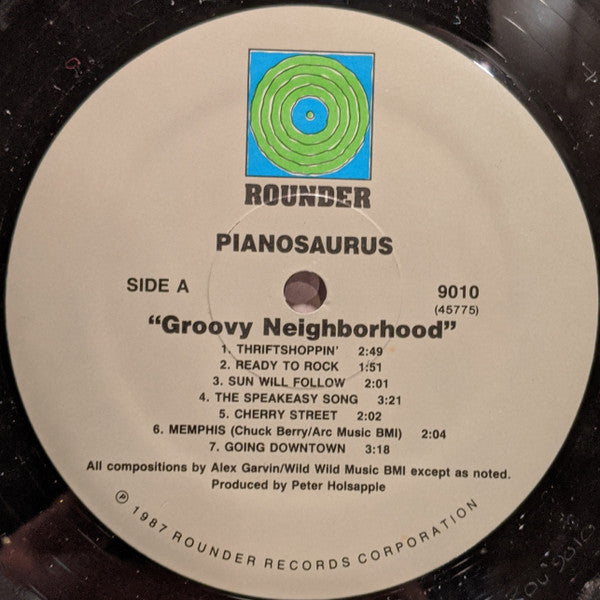 ROUNDER
PIANOSAURUS
SIDE A
9010
(45775)
“Groovy Neighborhood”
1. THRIFTSHOPPIN' 2:49
2. READY TO ROCK 1:51
3. SUN WILL FOLLOW 2:01
4. THE SPEAKEASY SONG 3:21
5. CHERRY STREET 2:02
6. MEMPHIS (Chuck Berry/Arc Music BMI) 2:04
7. GOING DOWNTOWN 3:18
All compositions by Alex Garvin/Wild Wild Music BMI except as noted.
Produced by Peter Holsapple
℗ 1987 ROUNDER RECORDS CORPORATION